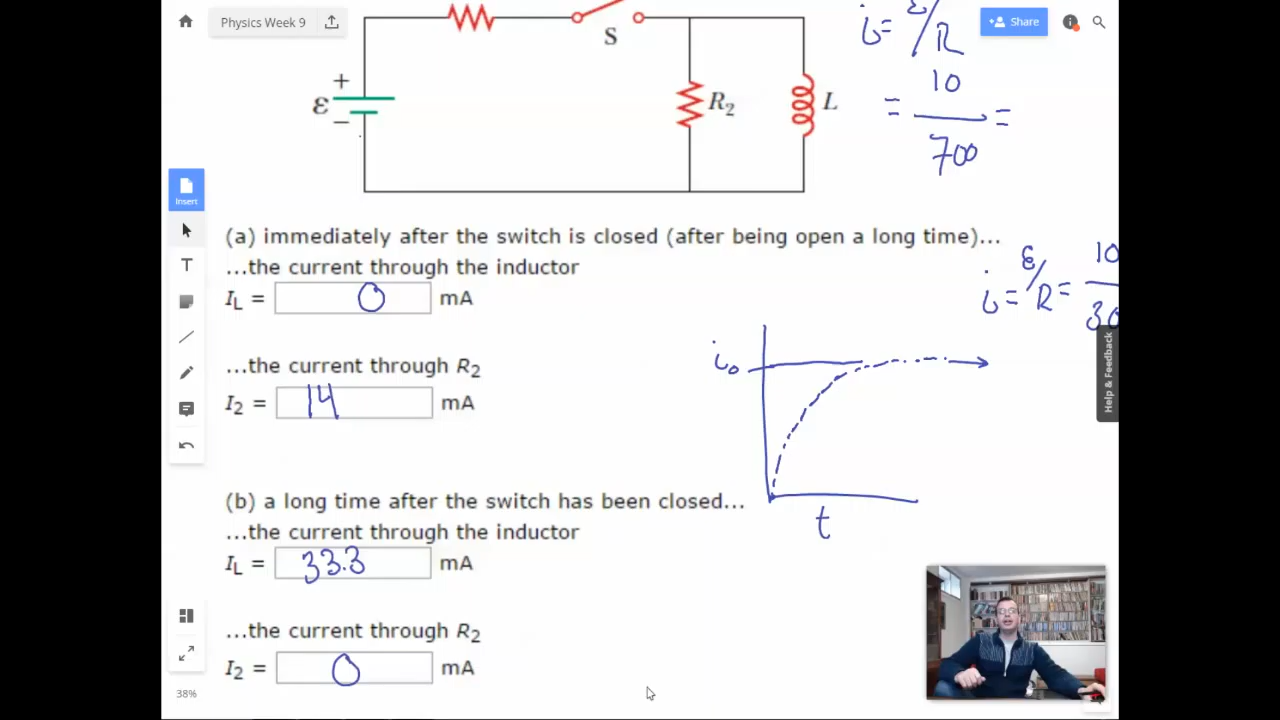 Physics Week 9
Share
i = ε/R
= 10/700 =
S
+
ε
−
R2
L
Insert
T
(a) immediately after the switch is closed (after being open a long time)...
...the current through the inductor
IL = 0 mA
i = ε/R = 10
...the current through R2
I2 = 14 mA
i0
t
Help & Feedback
(b) a long time after the switch has been closed...
...the current through the inductor
IL = 33.3 mA
...the current through R2
I2 = 0 mA
38%